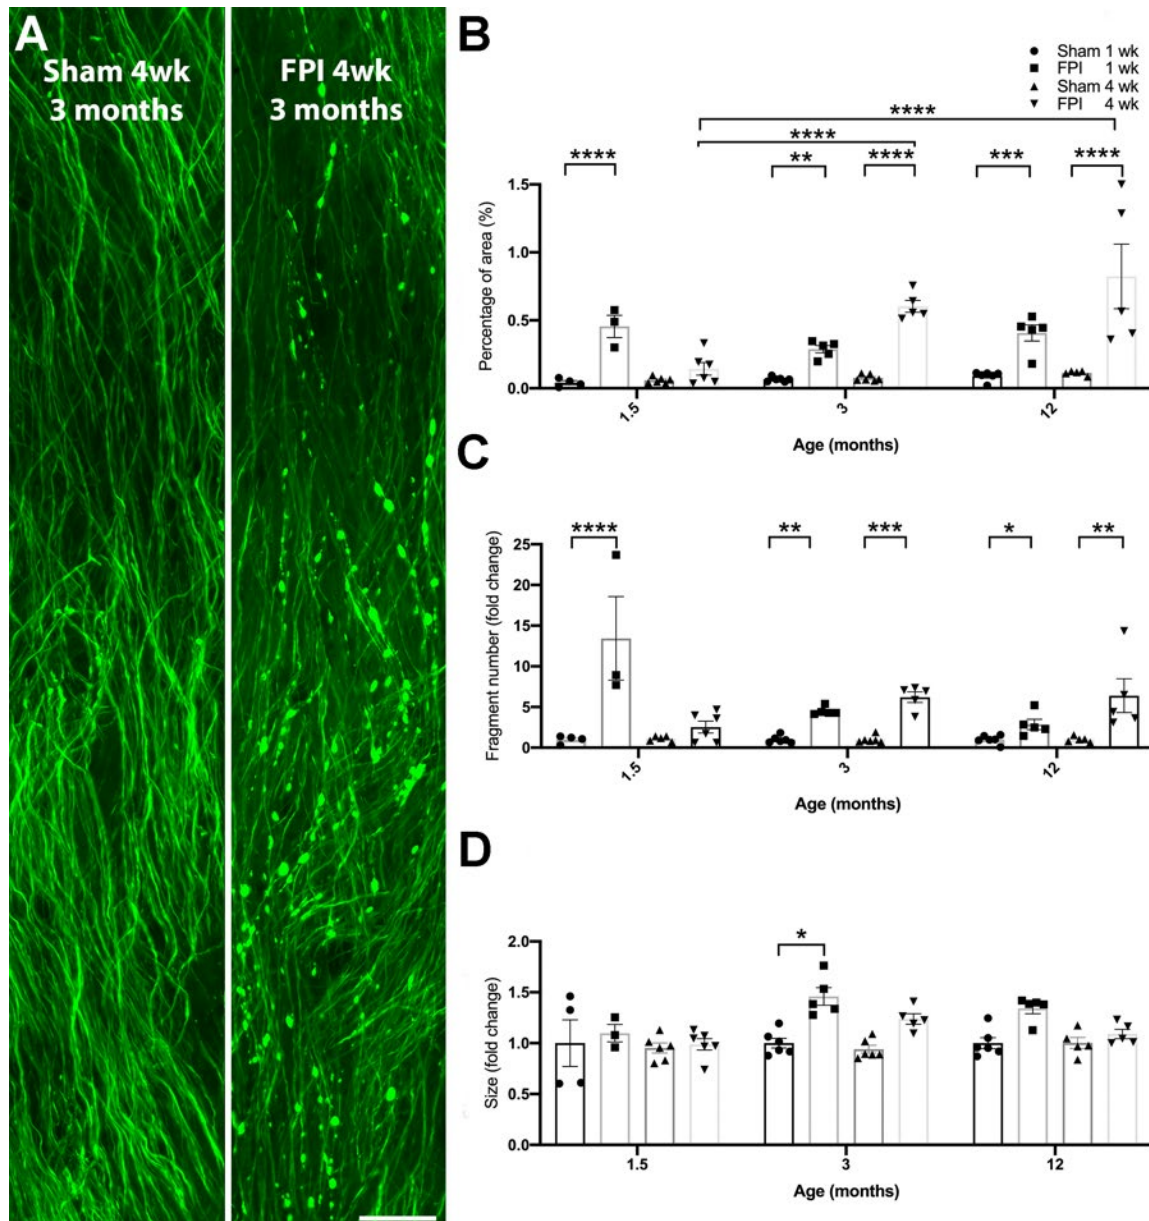 A
Sham 4wk
3 months
FPI 4wk
3 months
B
Sham 1 wk
FPI 1 wk
Sham 4 wk
FPI 4 wk
****
****
**** ** **** *** ****
Percentage of area (%)
1.5
1.0
0.5
0.0
1.5 3 12
Age (months)
C
**** ** *** * **
Fragment number (fold change)
25
20
15
10
5
0
1.5 3 12
Age (months)
D
*
Size (fold change)
2.0
1.5
1.0
0.5
0.0
1.5 3 12
Age (months)